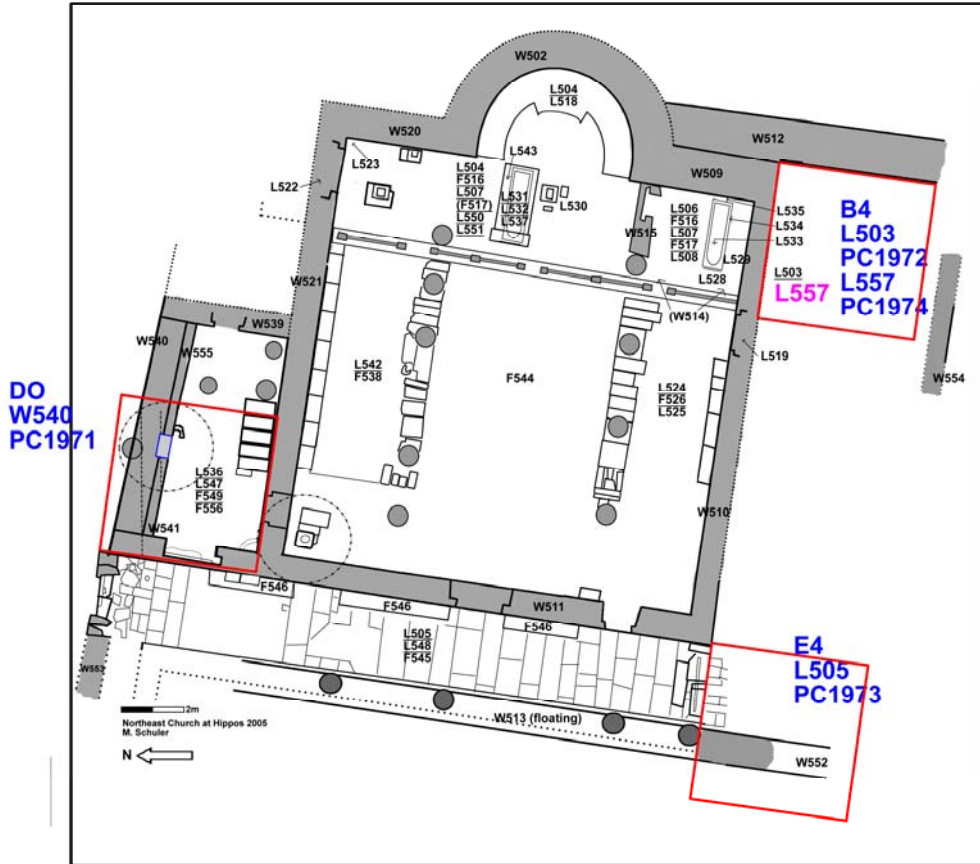 W502
L504
L518
W520
W512
L523
L543
W509
L522
L504
F516
L507
(F517)
L550
L551
L531
L532
L537
L530
W515
L506
F516
L507
F517
L508
L535
L534
L533
L529
L528
B4
L503
PC1972
L557
PC1974
L503
L557
W521
(W514)
W539
W540
W555
L519
W554
L542
F538
F544
L524
F526
L525
DO
W540
PC1971
L536
L547
F549
F556
W541
W510
F546
F546
W511
F546
L505
L548
F545
E4
L505
PC1973
W553
2m
Northeast Church at Hippos 2005
M. Schuler
W513 (floating)
N
W552